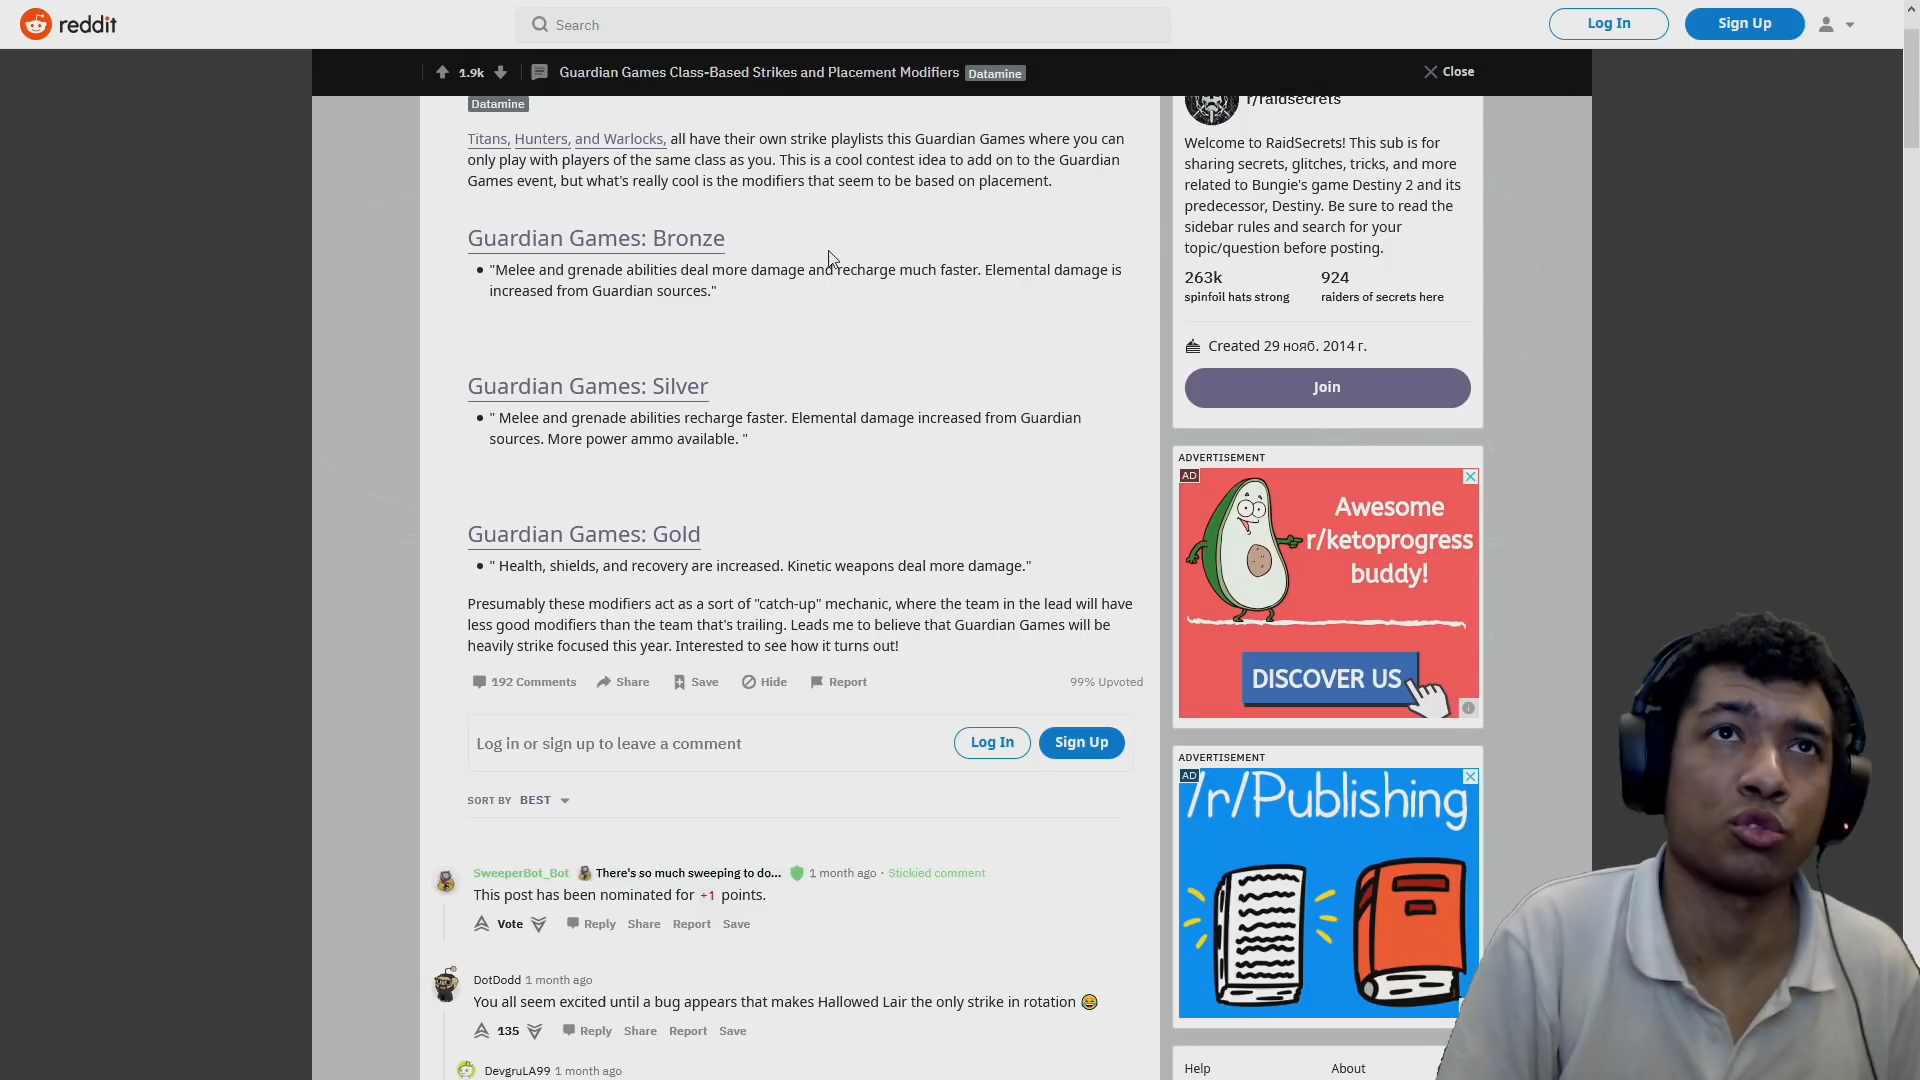 reddit
Search
Log In
Sign Up
1.9k
Guardian Games Class-Based Strikes and Placement Modifiers Datamine
Close
Datamine
Titans, Hunters, and Warlocks, all have their own strike playlists this Guardian Games where you can
only play with players of the same class as you. This is a cool contest idea to add on to the Guardian
Games event, but what's really cool is the modifiers that seem to be based on placement.
Guardian Games: Bronze
"Melee and grenade abilities deal more damage and recharge much faster. Elemental damage is
increased from Guardian sources."
Guardian Games: Silver
" Melee and grenade abilities recharge faster. Elemental damage increased from Guardian
sources. More power ammo available. "
Guardian Games: Gold
" Health, shields, and recovery are increased. Kinetic weapons deal more damage."
Presumably these modifiers act as a sort of "catch-up" mechanic, where the team in the lead will have
less good modifiers than the team that's trailing. Leads me to believe that Guardian Games will be
heavily strike focused this year. Interested to see how it turns out!
192 Comments Share Save Hide Report 99% Upvoted
Log in or sign up to leave a comment
Log In
Sign Up
SORT BY BEST
SweeperBot_Bot There's so much sweeping to do... 1 month ago · Stickied comment
This post has been nominated for +1 points.
Vote Reply Share Report Save
DotDodd 1 month ago
You all seem excited until a bug appears that makes Hallowed Lair the only strike in rotation
135 Reply Share Report Save
DevgruLA99 1 month ago
r/raidsecrets
Welcome to RaidSecrets! This sub is for
sharing secrets, glitches, tricks, and more
related to Bungie's game Destiny 2 and its
predecessor, Destiny. Be sure to read the
sidebar rules and search for your
topic/question before posting.
263k 924
spinfoil hats strong raiders of secrets here
Created 29 нояб. 2014 г.
Join
ADVERTISEMENT
AD
Awesome
r/ketoprogress
buddy!
DISCOVER US
ADVERTISEMENT
AD
/r/Publishing
Help About